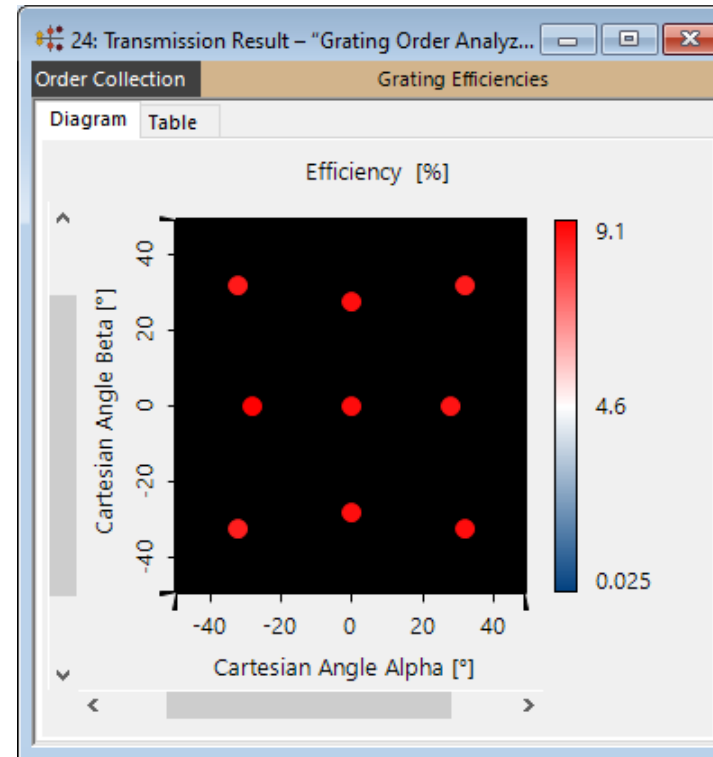 24: Transmission Result – “Grating Order Analyz...
Order Collection Grating Efficiencies
Diagram Table
Efficiency [%]
40
20
0
-20
-40
Cartesian Angle Beta [°]
9.1
4.6
0.025
-40 -20 0 20 40
Cartesian Angle Alpha [°]